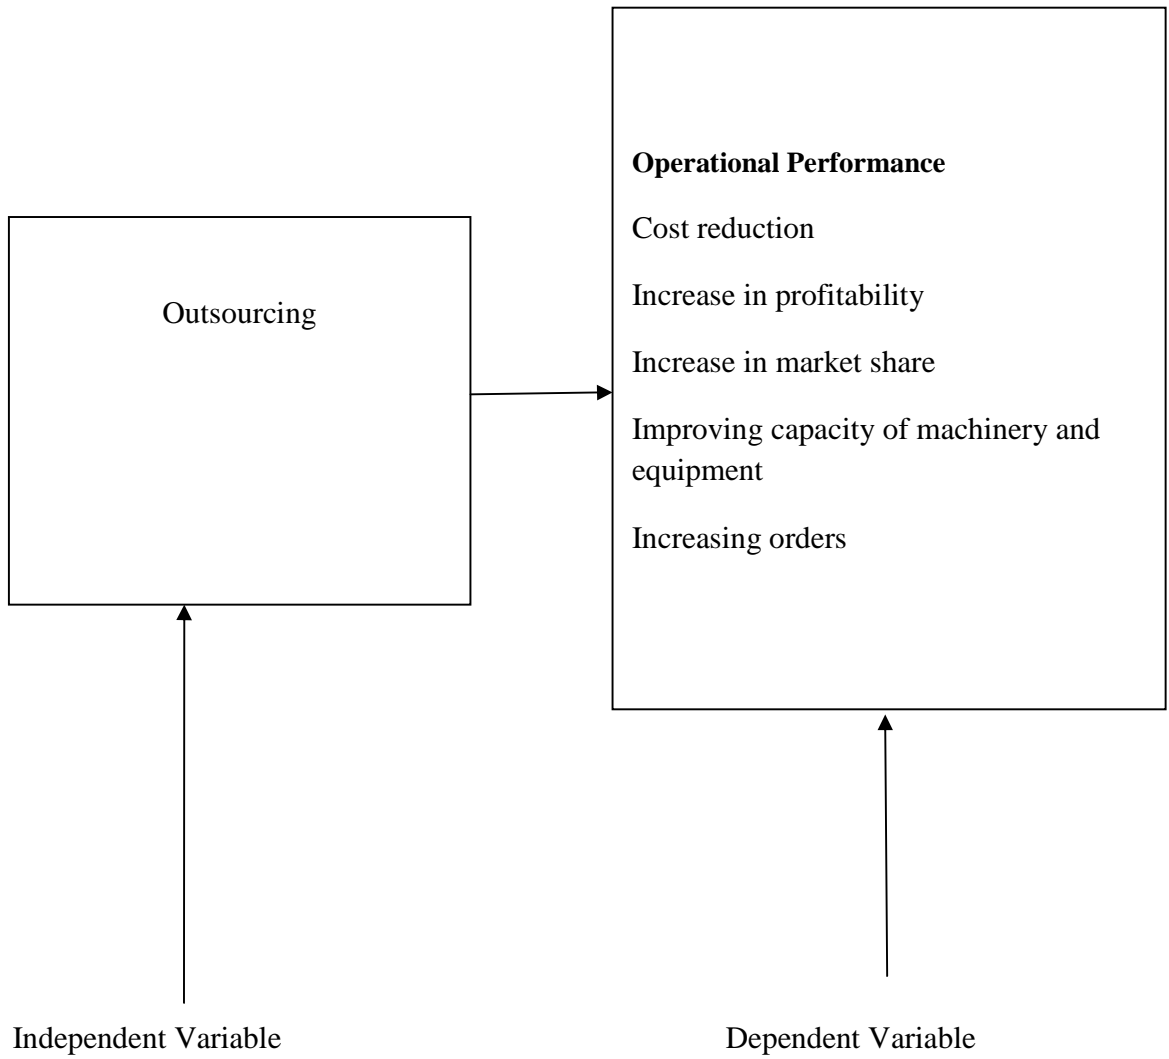 Outsourcing
Operational Performance
Cost reduction
Increase in profitability
Increase in market share
Improving capacity of machinery and
equipment
Increasing orders
Independent Variable
Dependent Variable